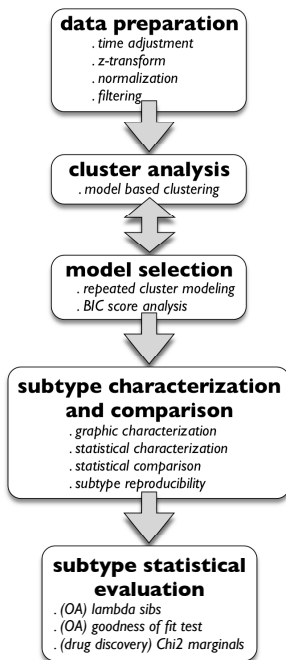 data preparation
. time adjustment
. z-transform
. normalization
. filtering
cluster analysis
. model based clustering
model selection
. repeated cluster modeling
. BIC score analysis
subtype characterization
and comparison
. graphic characterization
. statistical characterization
. statistical comparison
. subtype reproducibility
subtype statistical
evaluation
. (OA) lambda sibs
. (OA) goodness of fit test
. (drug discovery) Chi2 marginals